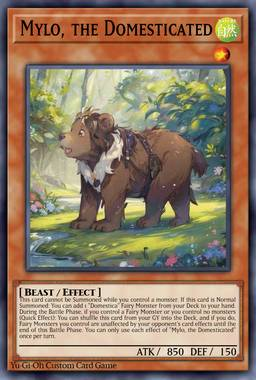 Mylo, the Domesticated
自然
[ Beast / Effect ]
This card cannot be Summoned while you control a monster. If this card is Normal
Summoned: You can add 1 "Domestica" Fairy Monster from your Deck to your hand.
During the Battle Phase, if you control a Fairy Monster or you control no monsters
(Quick Effect): You can shuffle this card from your GY into the Deck, and if you do,
Fairy Monsters you control are unaffected by your opponent's card effects until the
end of this Battle Phase. You can only use each effect of "Mylo, the Domesticated"
once per turn.
ATK / 850 DEF / 150
Yu-Gi-Oh Custom Card Game